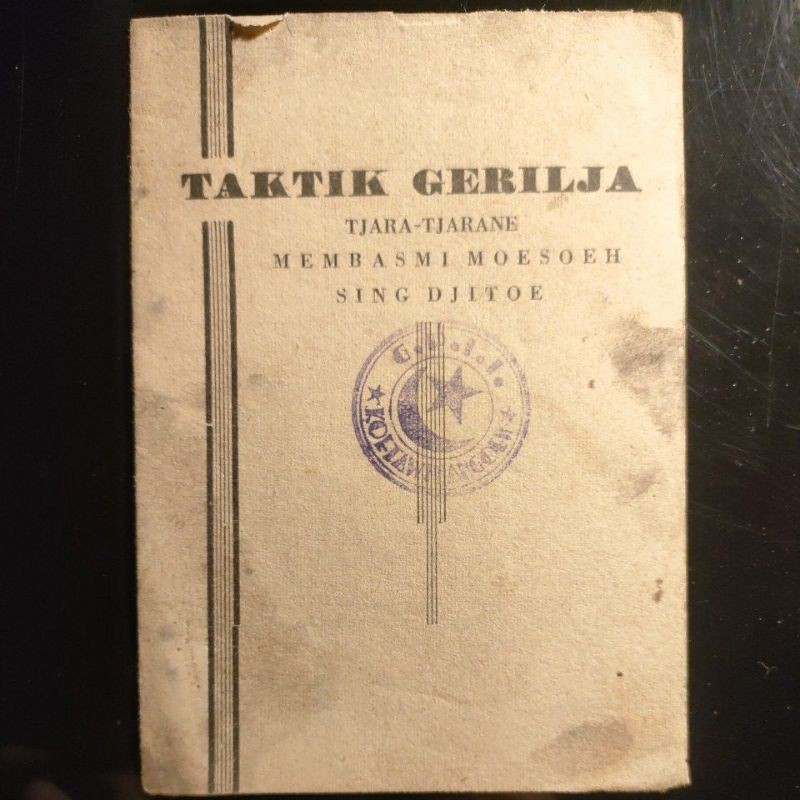 TAKTIK GERILJA
TJARA-TJARANE
MEMBASMI MOESOEH
SING DJITOE